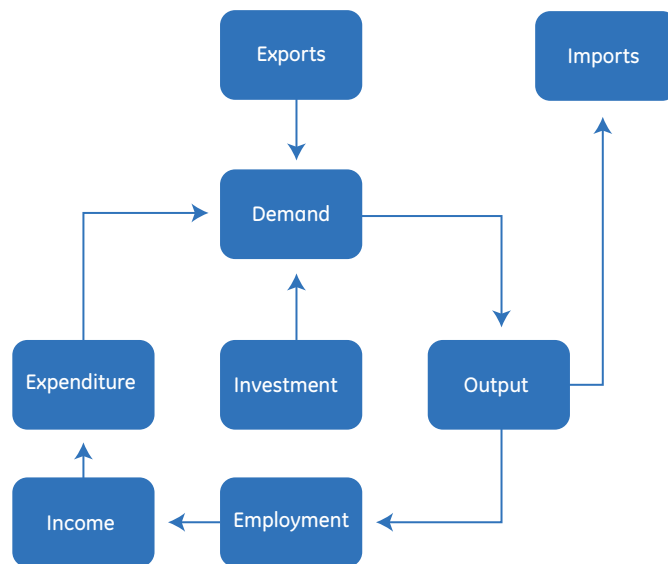 Exports
Imports
Demand
Expenditure
Investment
Output
Income
Employment